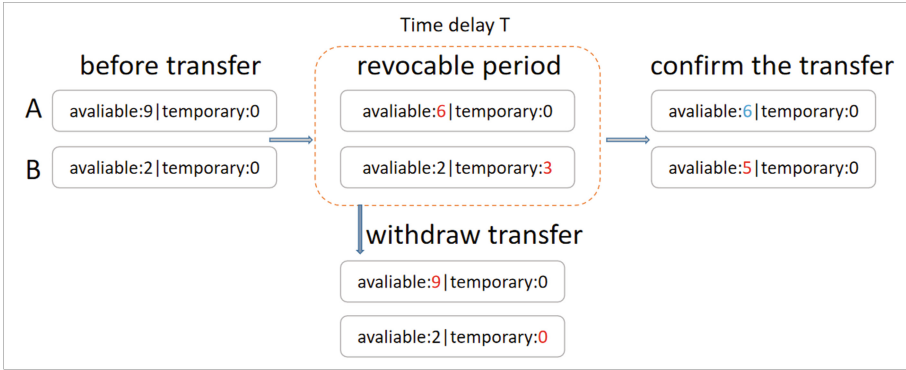 Time delay T
before transfer
revocable period
confirm the transfer
A
avaliable:9|temporary:0
avaliable:6|temporary:0
avaliable:6|temporary:0
B
avaliable:2|temporary:0
avaliable:2|temporary:3
avaliable:5|temporary:0
withdraw transfer
avaliable:9|temporary:0
avaliable:2|temporary:0